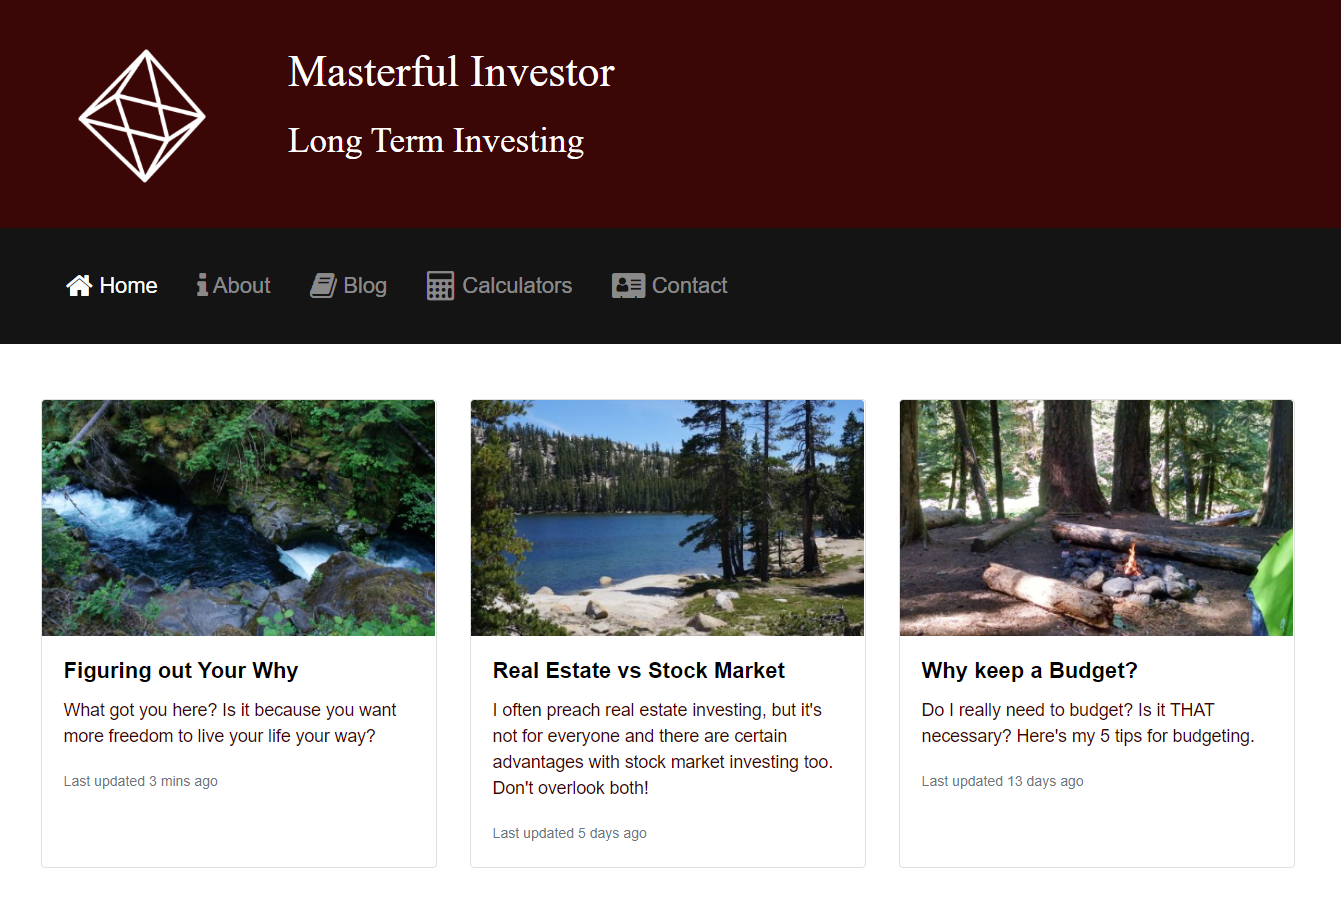 Masterful Investor
Long Term Investing
Home About Blog Calculators Contact
Figuring out Your Why
What got you here? Is it because you want
more freedom to live your life your way?
Last updated 3 mins ago
Real Estate vs Stock Market
I often preach real estate investing, but it's
not for everyone and there are certain
advantages with stock market investing too.
Don't overlook both!
Last updated 5 days ago
Why keep a Budget?
Do I really need to budget? Is it THAT
necessary? Here's my 5 tips for budgeting.
Last updated 13 days ago